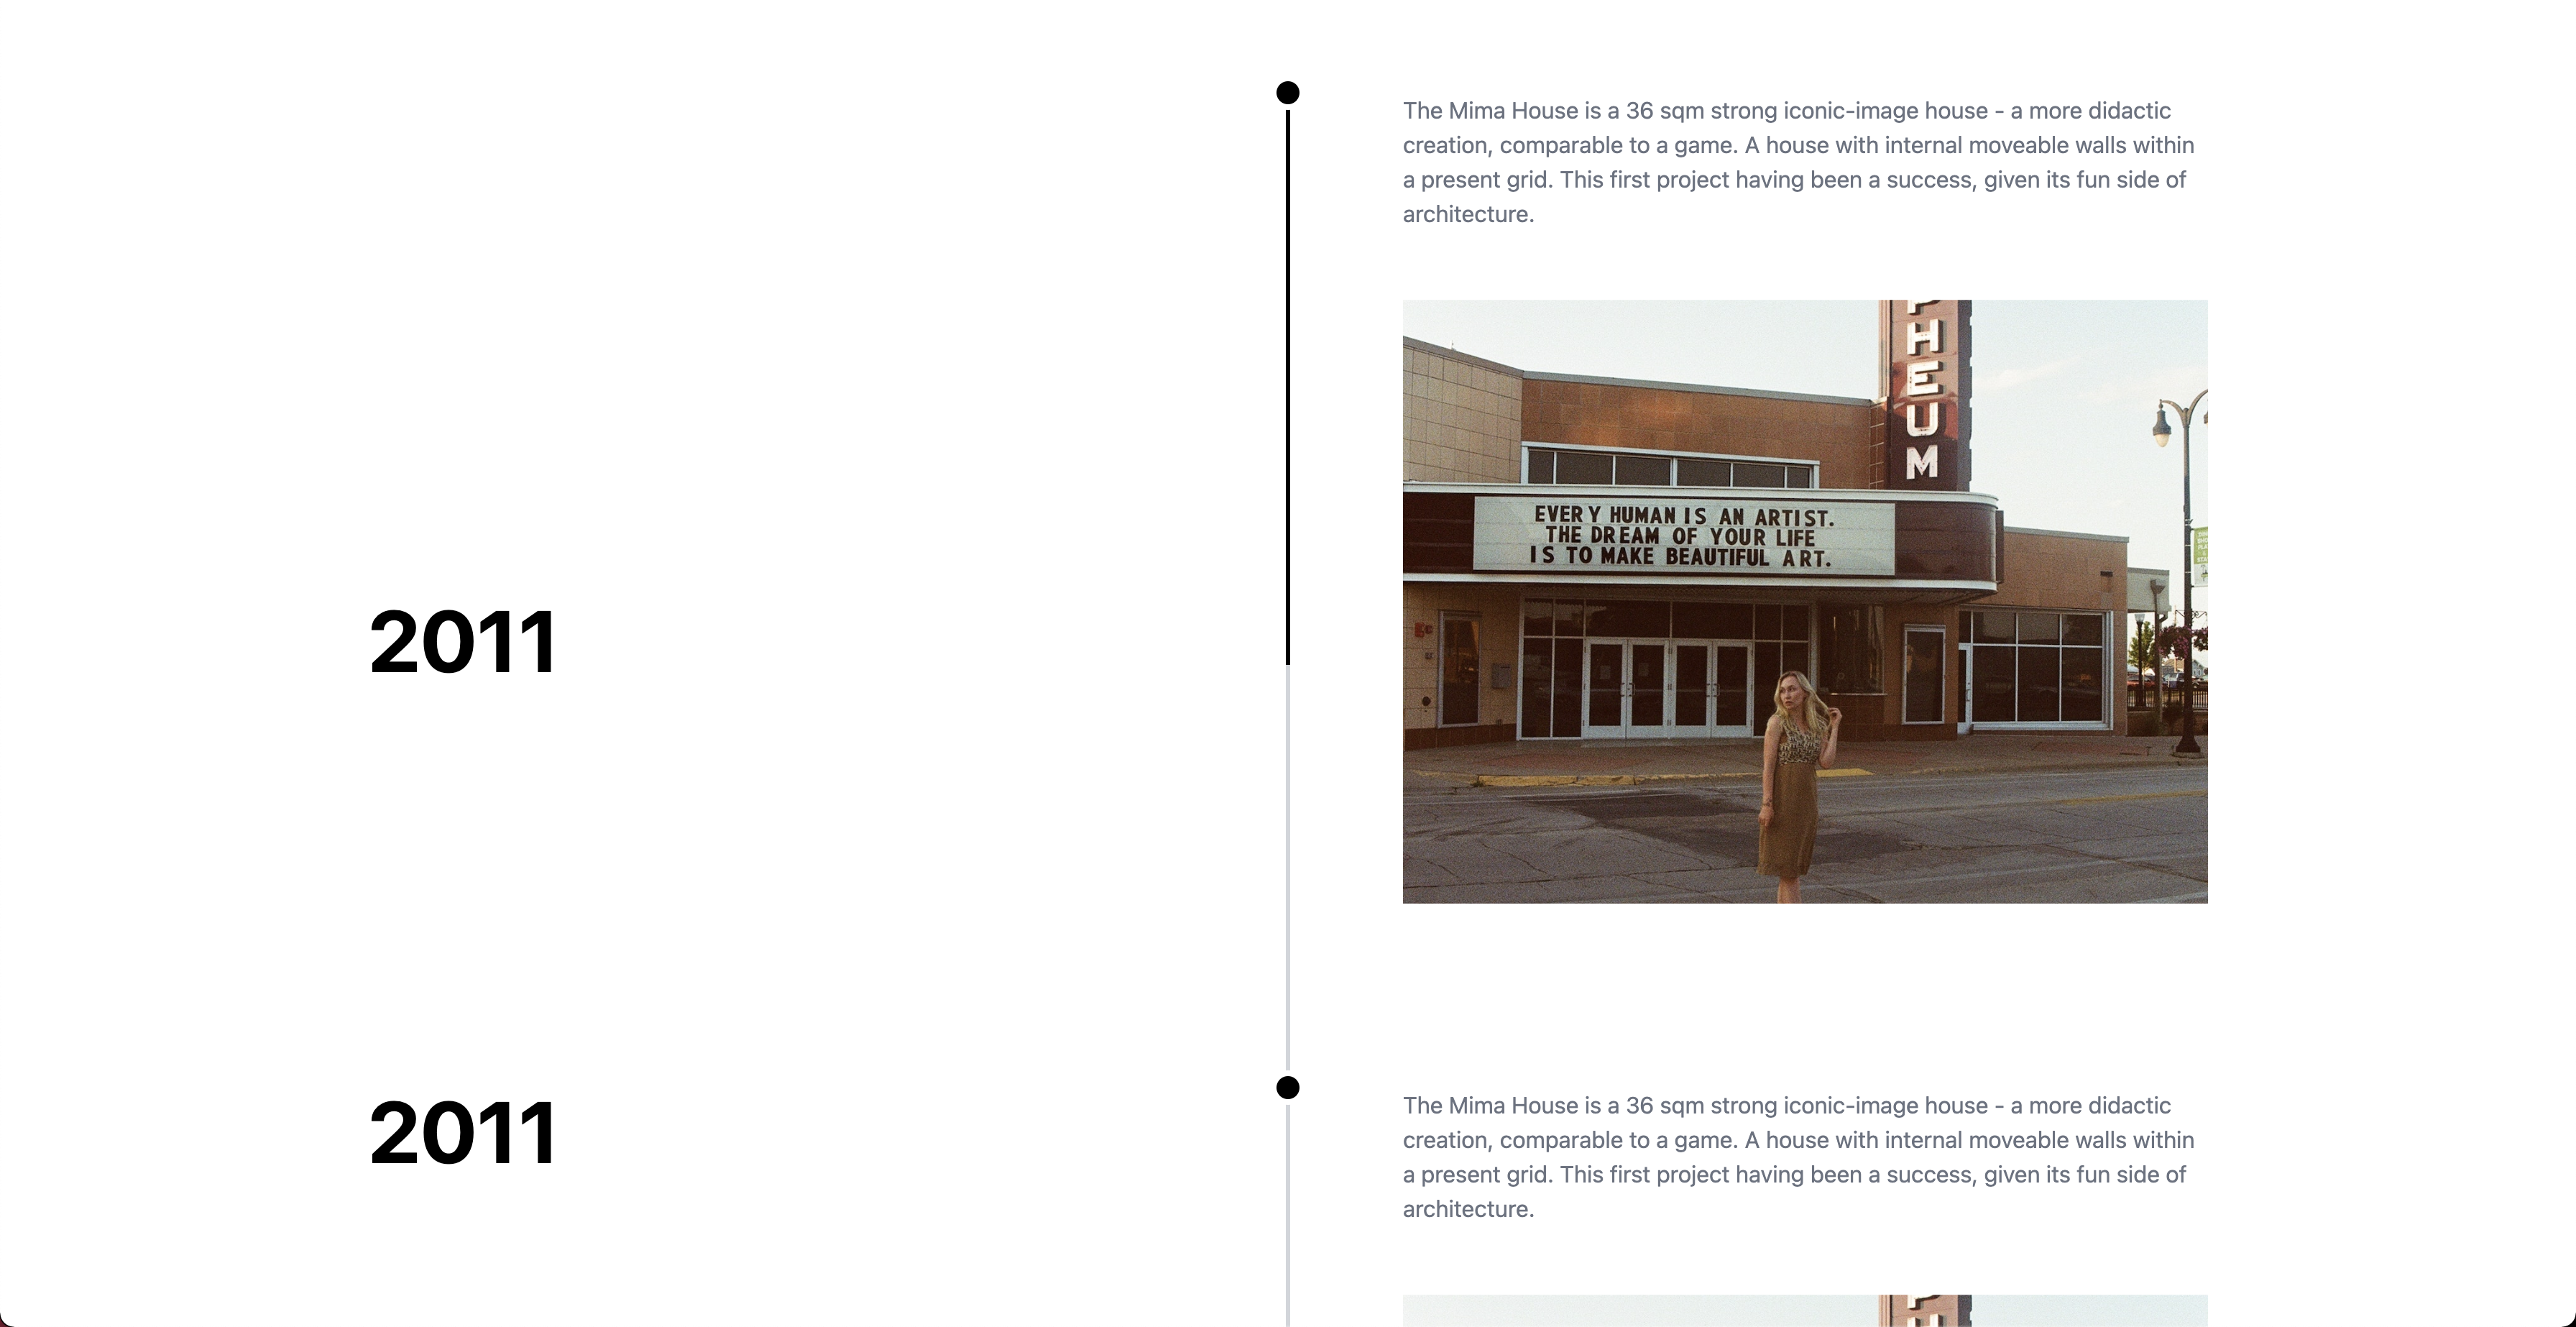 The Mima House is a 36 sqm strong iconic-image house - a more didactic
creation, comparable to a game. A house with internal moveable walls within
a present grid. This first project having been a success, given its fun side of
architecture.
PHEUM
EVERY HUMAN IS AN ARTIST.
THE DREAM OF YOUR LIFE
IS TO MAKE BEAUTIFUL ART.
2011
2011
The Mima House is a 36 sqm strong iconic-image house - a more didactic
creation, comparable to a game. A house with internal moveable walls within
a present grid. This first project having been a success, given its fun side of
architecture.